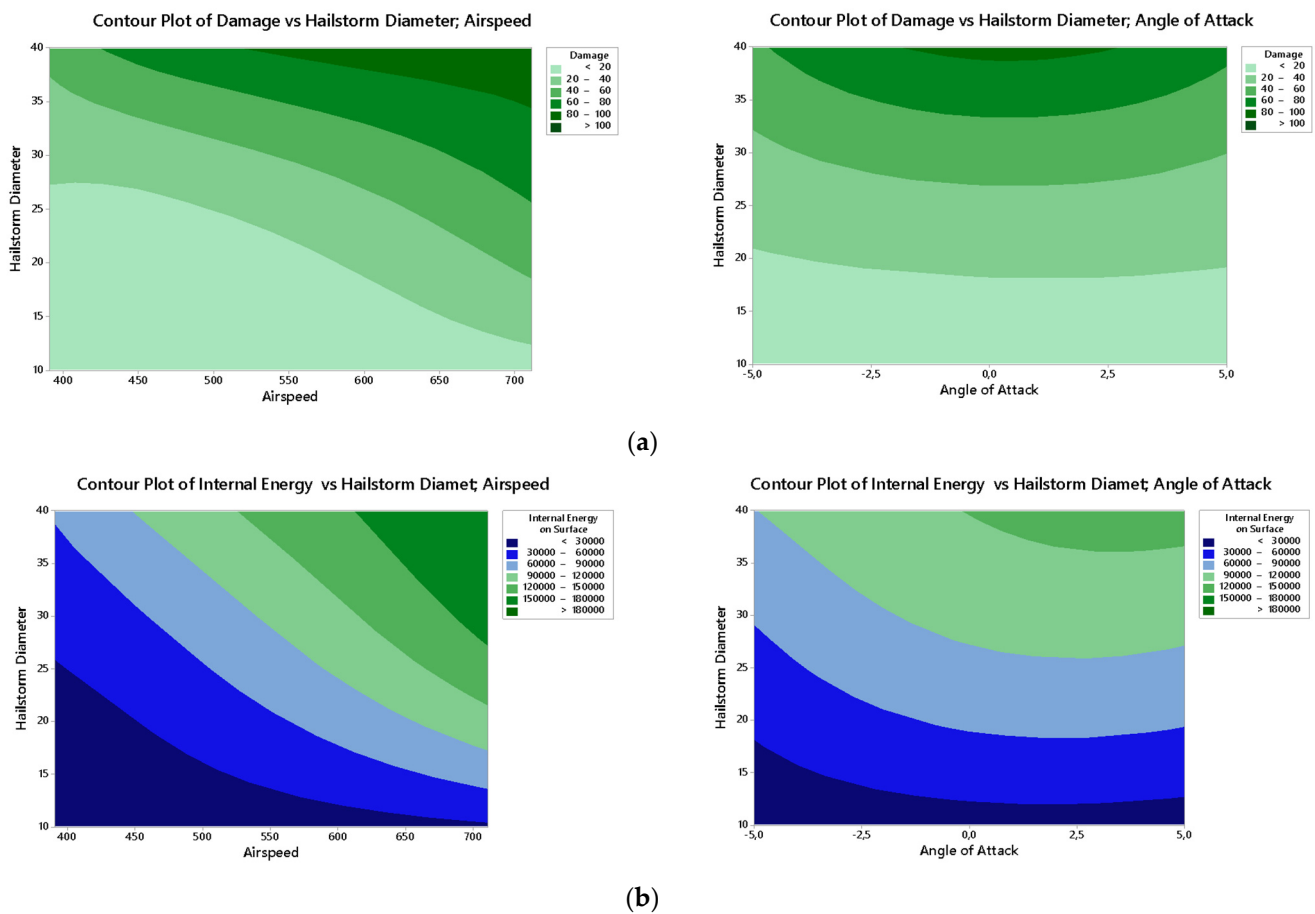 Contour Plot of Damage vs Hailstorm Diameter; Airspeed
Hailstorm Diameter
40
35
30
25
20
15
10
400
450
500
550
600
650
700
Airspeed
Damage
< 20
20 – 40
40 – 60
60 – 80
80 – 100
> 100
Contour Plot of Damage vs Hailstorm Diameter; Angle of Attack
Hailstorm Diameter
40
35
30
25
20
15
10
-5,0
-2,5
0,0
2,5
5,0
Angle of Attack
Damage
< 20
20 – 40
40 – 60
60 – 80
80 – 100
> 100
(a)
Contour Plot of Internal Energy vs Hailstorm Diamet; Airspeed
Hailstorm Diameter
40
35
30
25
20
15
10
400
450
500
550
600
650
700
Airspeed
Internal Energy
on Surface
< 30000
30000 – 60000
60000 – 90000
90000 – 120000
120000 – 150000
150000 – 180000
> 180000
Contour Plot of Internal Energy vs Hailstorm Diamet; Angle of Attack
Hailstorm Diameter
40
35
30
25
20
15
10
-5,0
-2,5
0,0
2,5
5,0
Angle of Attack
Internal Energy
on Surface
< 30000
30000 – 60000
60000 – 90000
90000 – 120000
120000 – 150000
150000 – 180000
> 180000
(b)